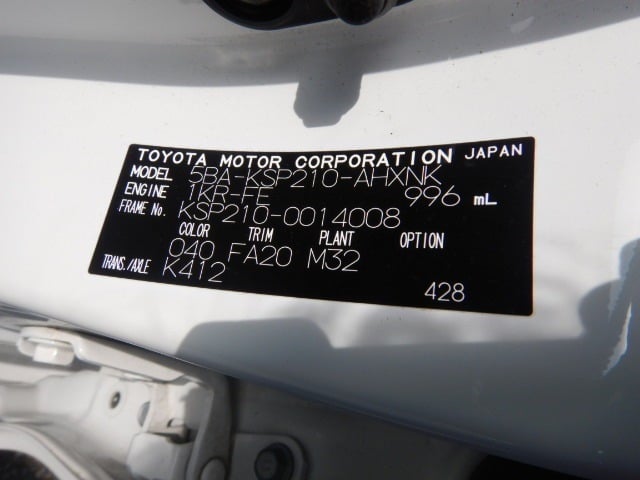 TOYOTA MOTOR CORPORATION JAPAN
MODEL 5BA-KSP210-AHXNK
ENGINE 1KR-FE 996 mL
FRAME No. KSP210-0014008
COLOR TRIM PLANT OPTION
040 FA20 M32
TRANS./AXLE K412
428